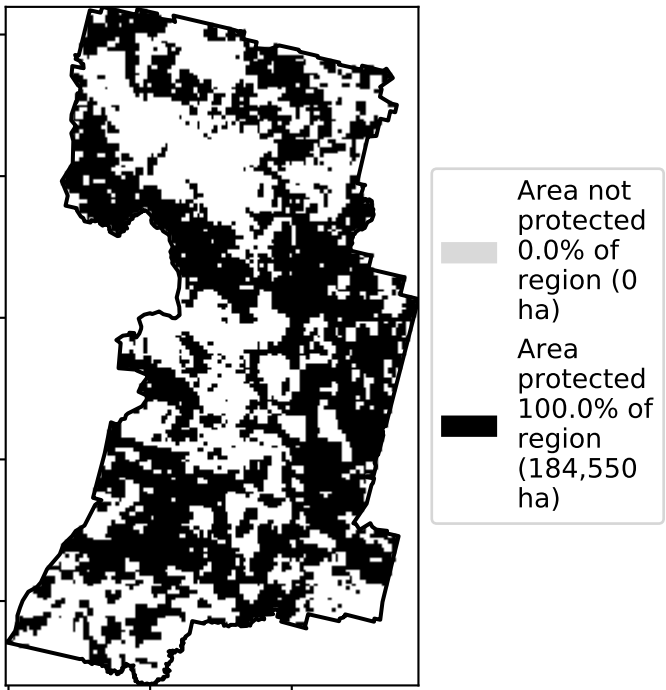 Area not
protected
0.0% of
region (0
ha)
Area
protected
100.0% of
region
(184,550
ha)